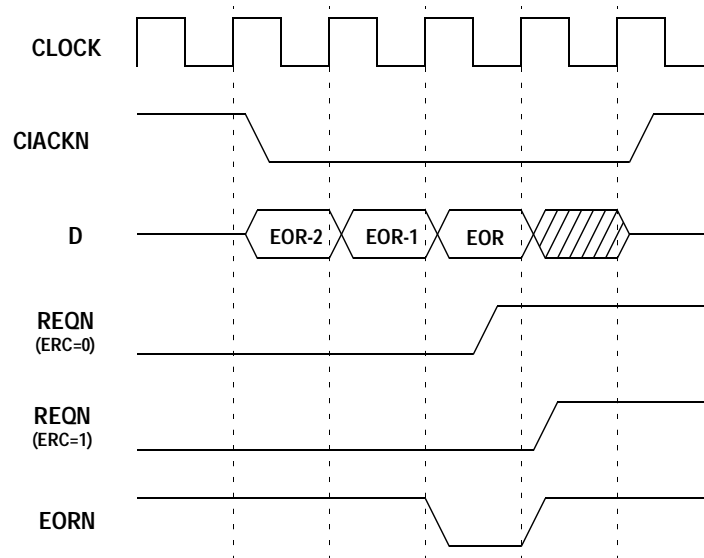 CLOCK
CIACKN
D
EOR-2 EOR-1 EOR
REQN
(ERC=0)
REQN
(ERC=1)
EORN